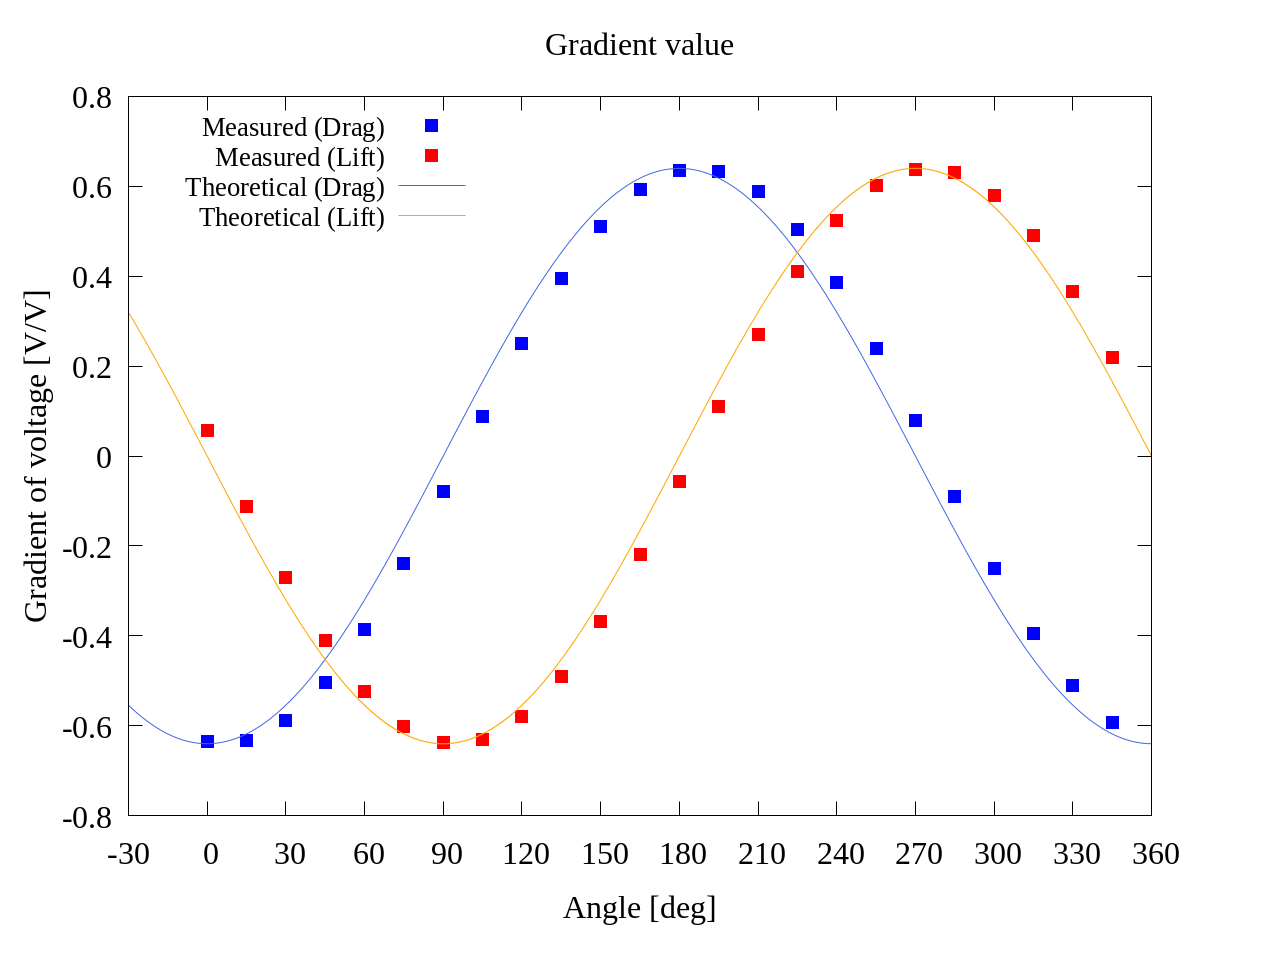 Gradient value
0.8
0.6
0.4
0.2
0
-0.2
-0.4
-0.6
-0.8
Gradient of voltage [V/V]
Measured (Drag)
Measured (Lift)
Theoretical (Drag)
Theoretical (Lift)
-30 0 30 60 90 120 150 180 210 240 270 300 330 360
Angle [deg]